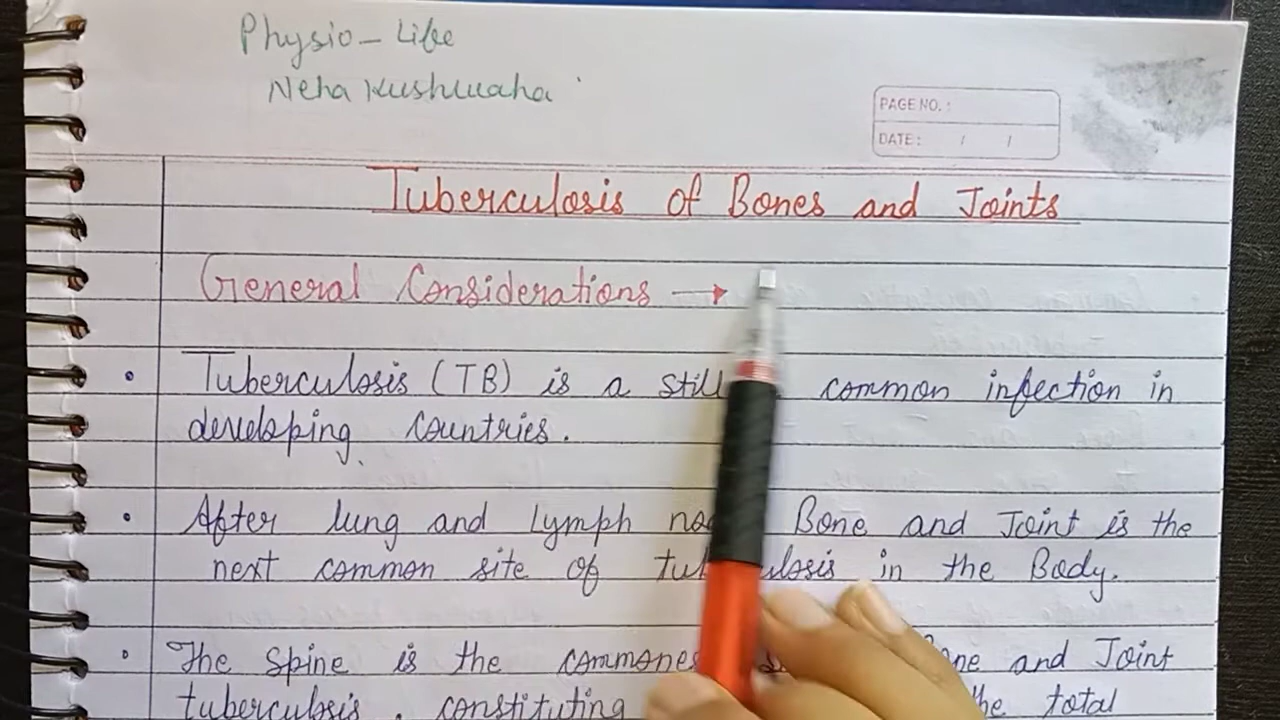 Physio - Life
Neha Kushwaha
PAGE NO. :
DATE : / /
Tuberculosis of Bones and Joints
General Considerations →
• Tuberculosis (TB) is a still common infection in
developing countries.
• After lung and lymph Bone and Joint is the
next common site of in the Body.
• The Spine is the and Joint
tuberculosis, constituting the total